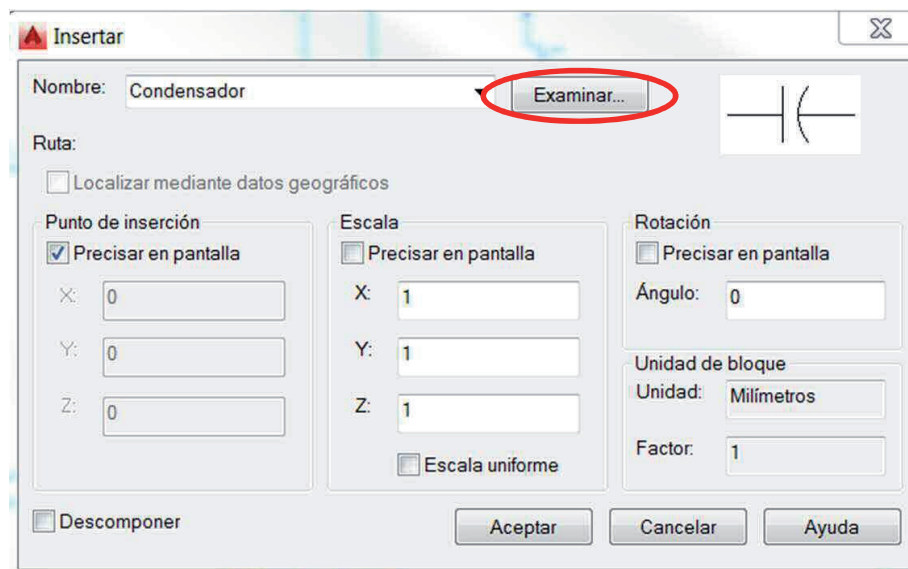 Insertar
Nombre: Condensador Examinar...
Ruta:
Localizar mediante datos geográficos
Punto de inserción
Precisar en pantalla
X: 0
Y: 0
Z: 0
Escala
Precisar en pantalla
X: 1
Y: 1
Z: 1
Escala uniforme
Rotación
Precisar en pantalla
Ángulo: 0
Unidad de bloque
Unidad: Milímetros
Factor: 1
Descomponer
Aceptar Cancelar Ayuda